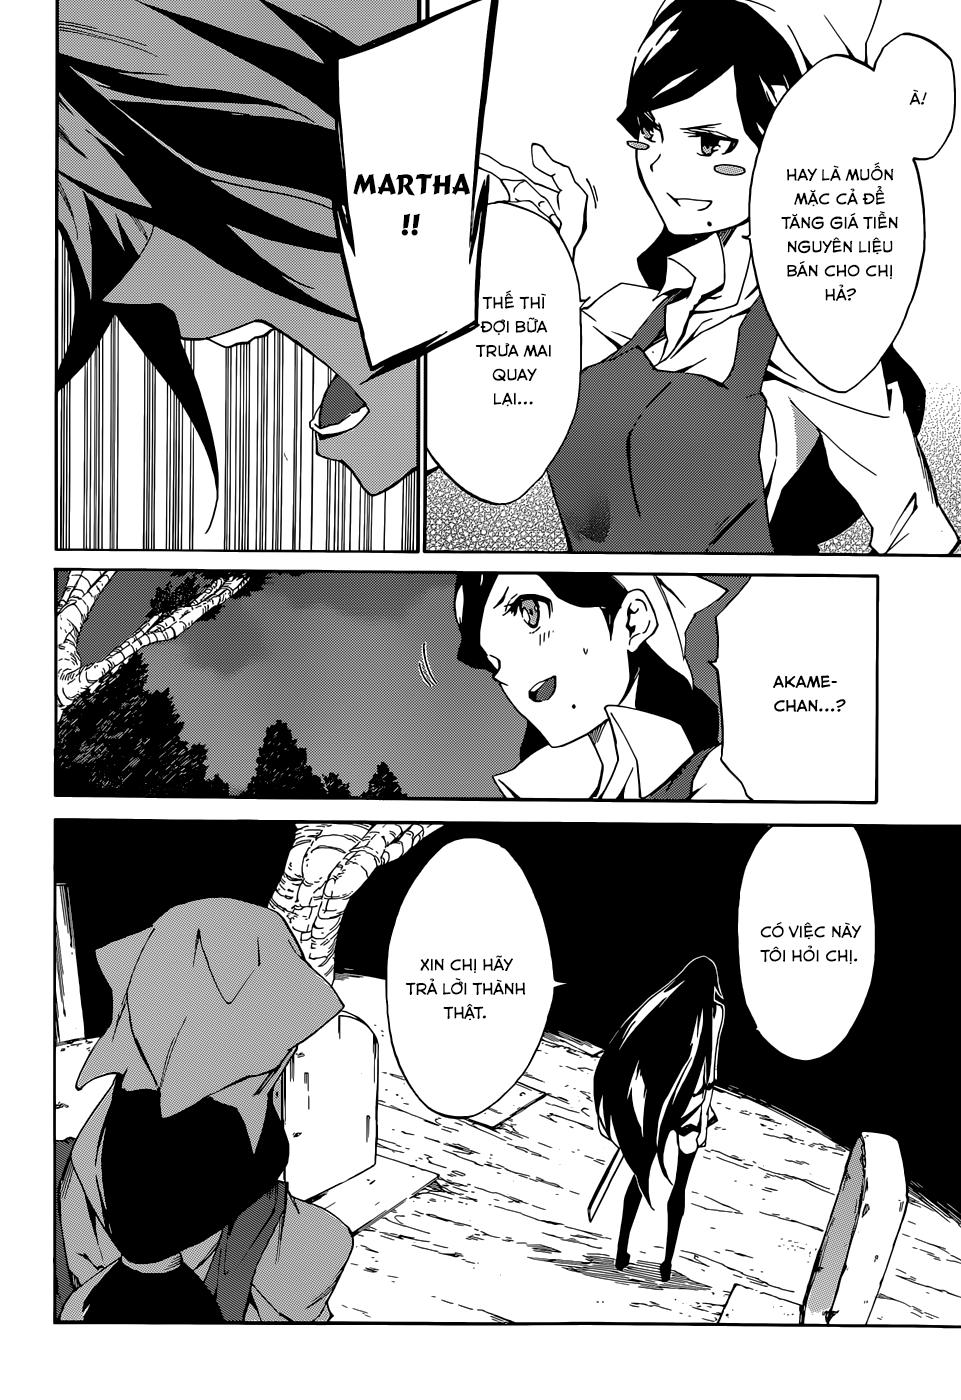 À!
HAY LÀ MUỐN
MẶC CẢ ĐỂ
TĂNG GIÁ TIỀN
NGUYÊN LIỆU
BÁN CHO CHỊ
HẢ?
THẾ THÌ
ĐỢI BỮA
TRƯA MAI
QUAY
LẠI...
MARTHA
!!
AKAME-
CHAN...?
CÓ VIỆC NÀY
TÔI HỎI CHỊ.
XIN CHỊ HÃY
TRẢ LỜI THÀNH
THẬT.